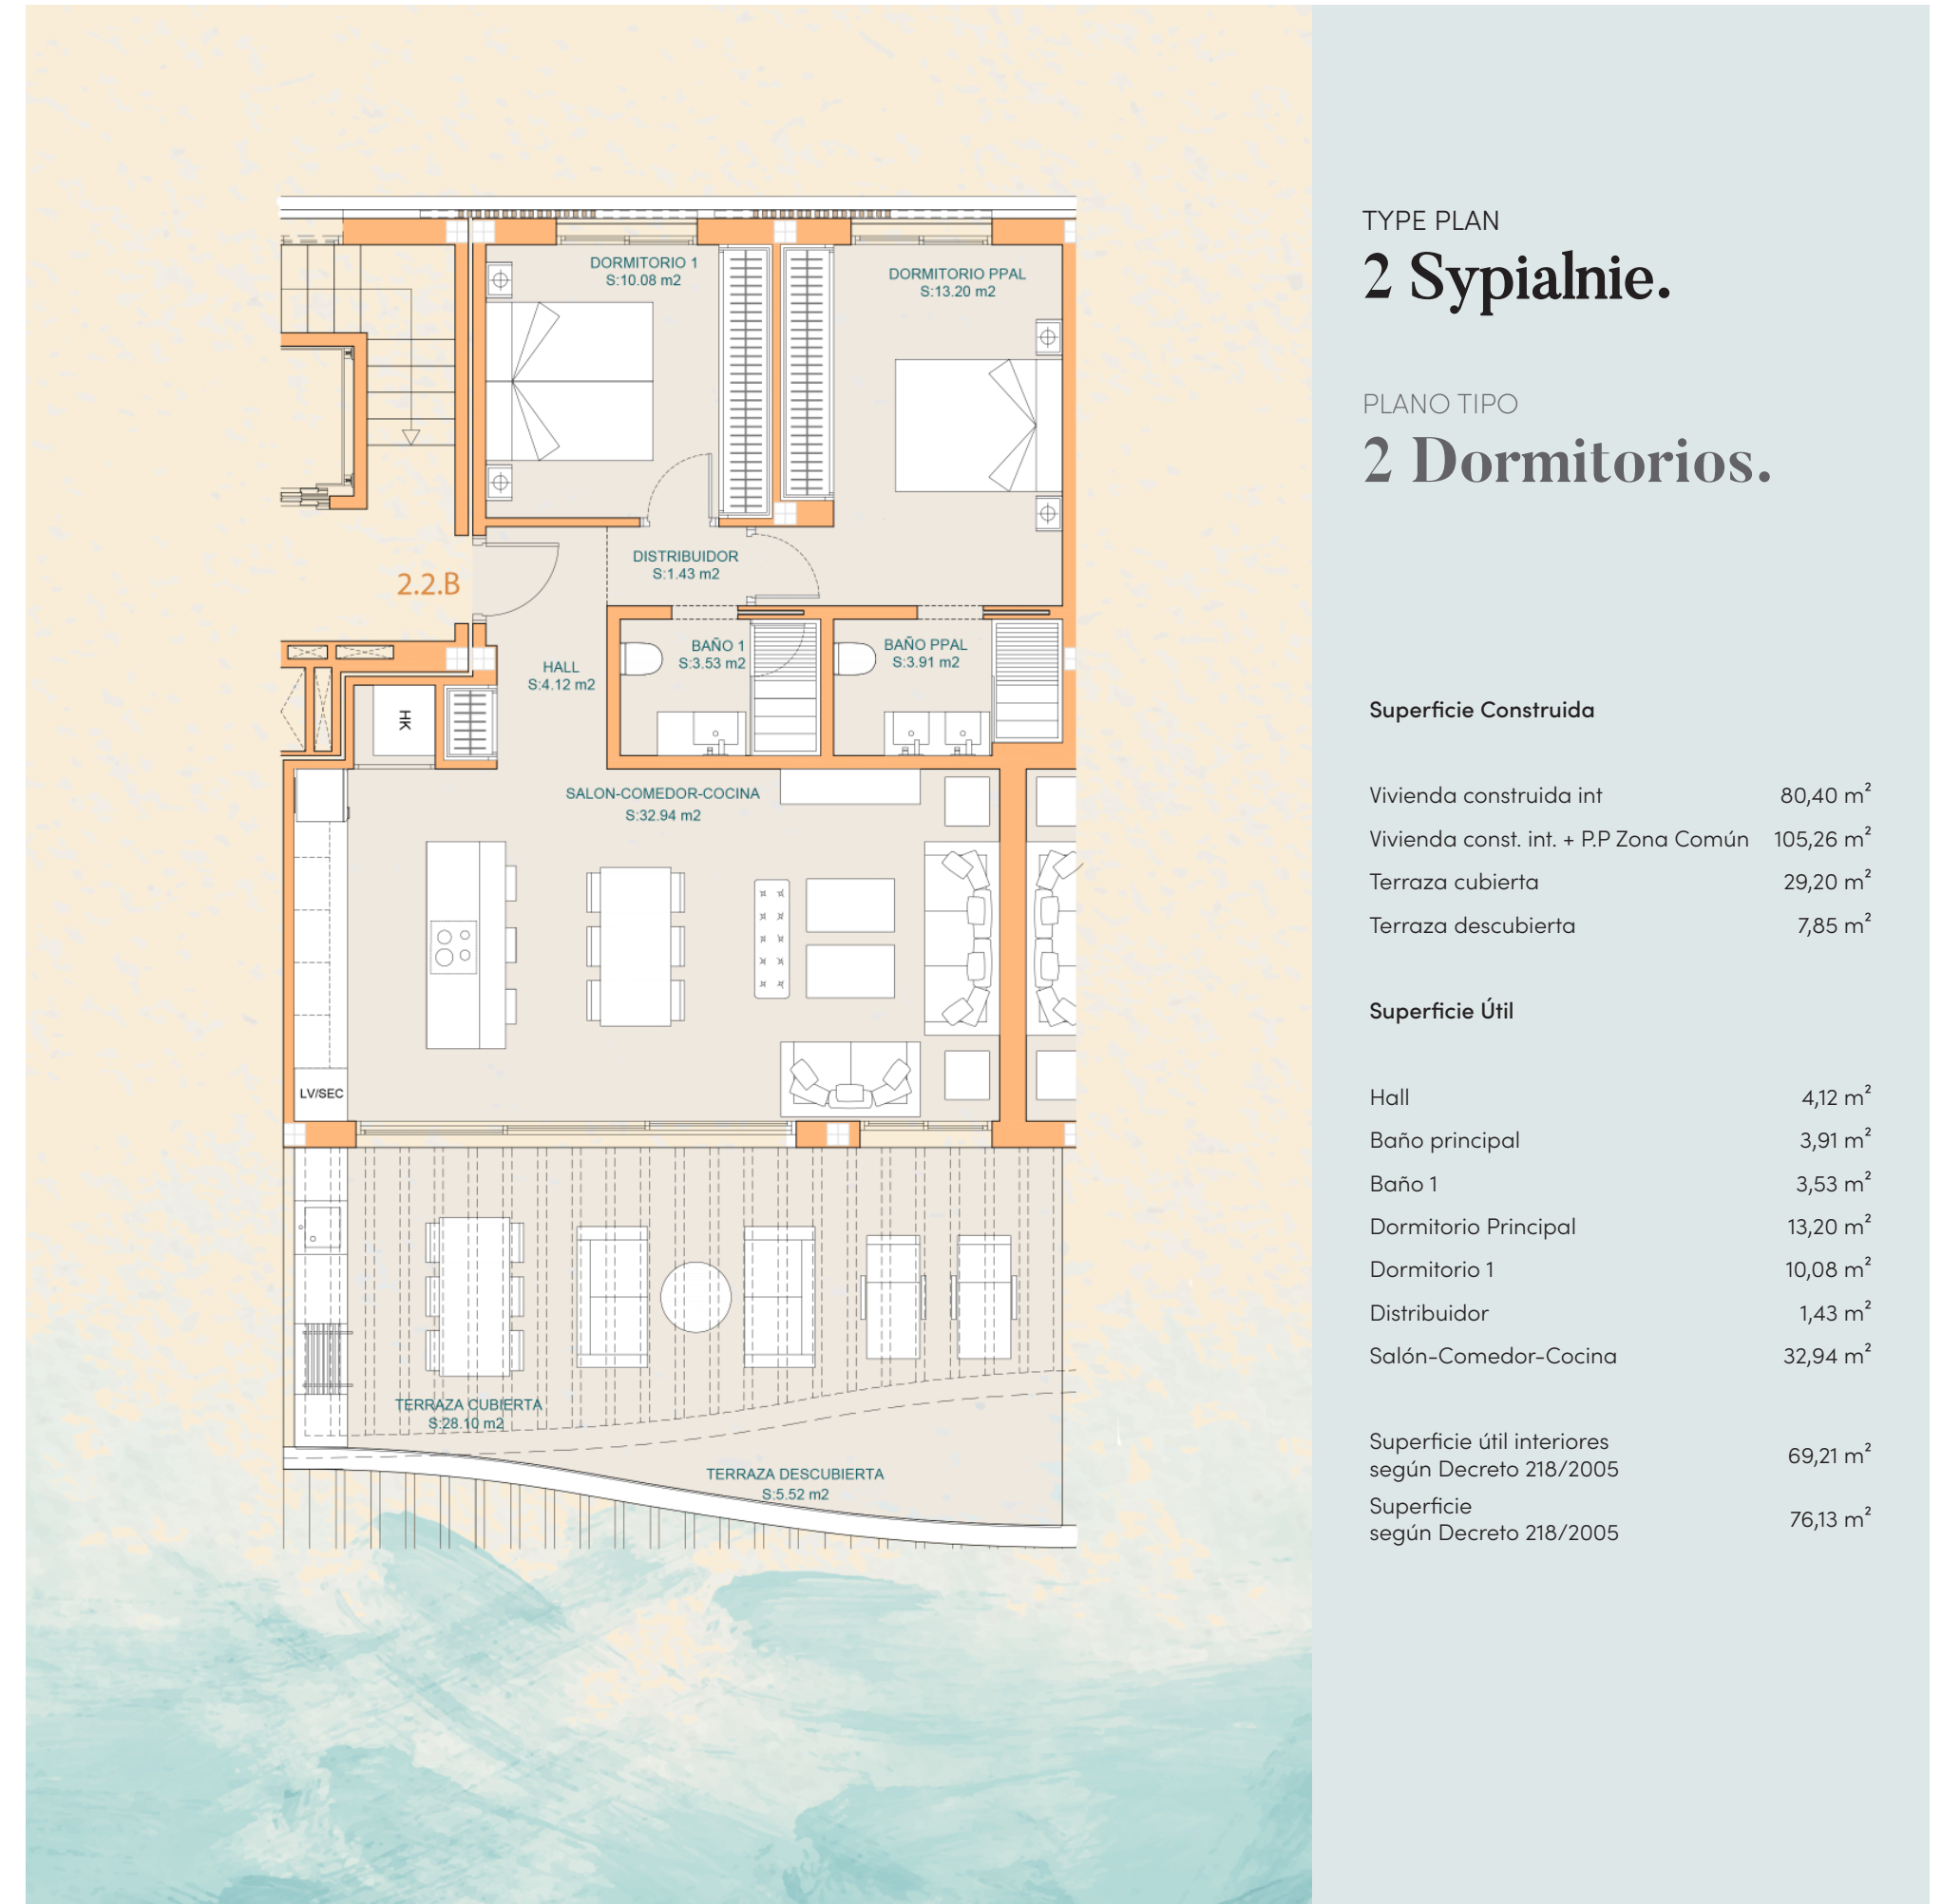 DORMITORIO 1
S:10.08 m2
DORMITORIO PPAL
S:13.20 m2
DISTRIBUIDOR
S:1.43 m2
2.2.B
BAÑO 1
S:3.53 m2
BAÑO PPAL
S:3.91 m2
HALL
S:4.12 m2
HK
SALON-COMEDOR-COCINA
S:32.94 m2
LV/SEC
TERRAZA CUBIERTA
S:28.10 m2
TERRAZA DESCUBIERTA
S:5.52 m2
TYPE PLAN
2 Sypialnie.
PLANO TIPO
2 Dormitorios.
Superficie Construida
Vivienda construida int 80,40 m²
Vivienda const. int. + P.P Zona Común 105,26 m²
Terraza cubierta 29,20 m²
Terraza descubierta 7,85 m²
Superficie Útil
Hall 4,12 m²
Baño principal 3,91 m²
Baño 1 3,53 m²
Dormitorio Principal 13,20 m²
Dormitorio 1 10,08 m²
Distribuidor 1,43 m²
Salón-Comedor-Cocina 32,94 m²
Superficie útil interiores
según Decreto 218/2005 69,21 m²
Superficie
según Decreto 218/2005 76,13 m²